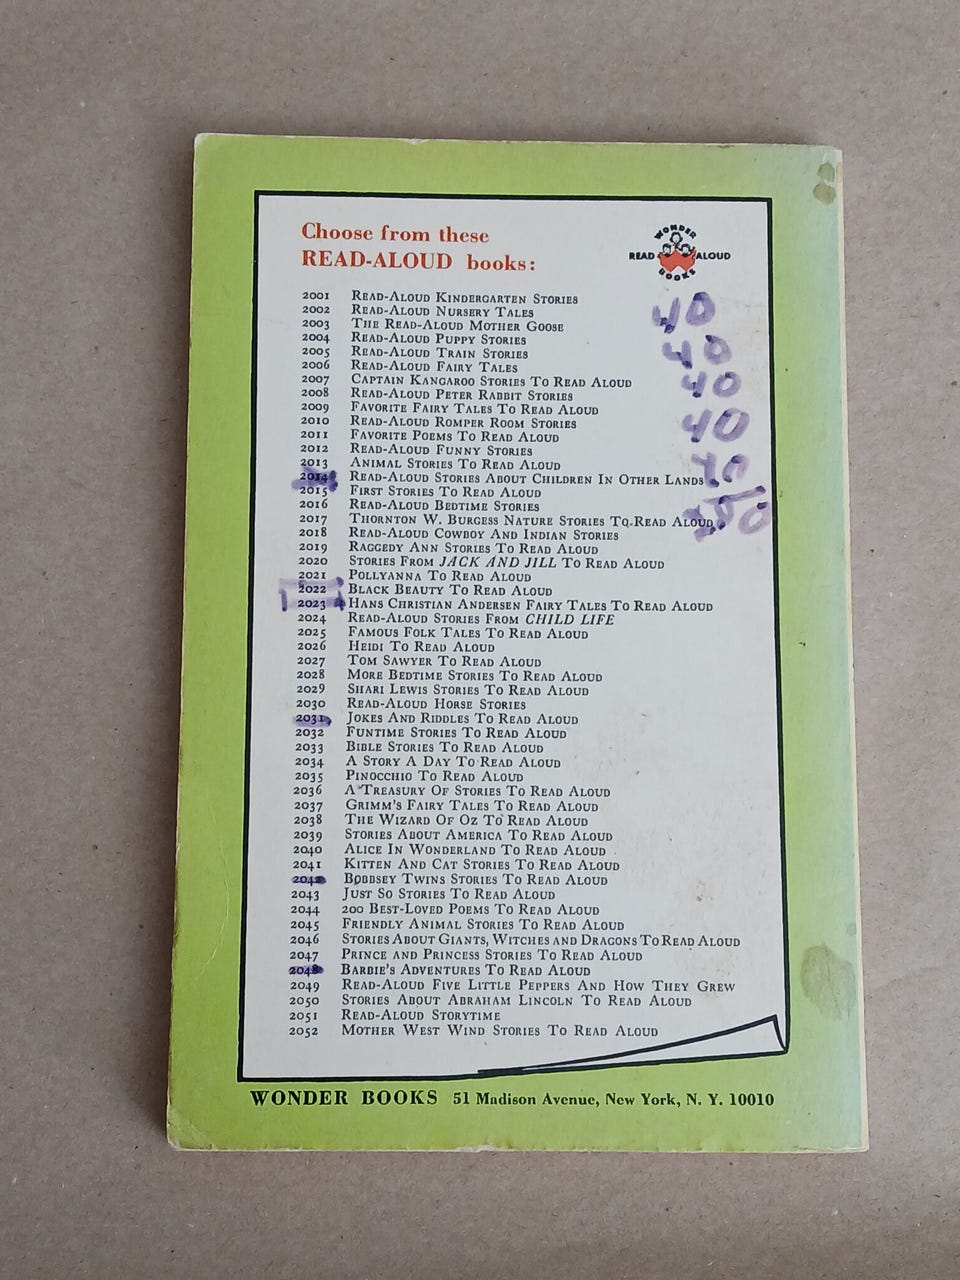 Choose from these
READ-ALOUD books:
WONDER
READ ALOUD
BOOKS
2001 READ-ALOUD KINDERGARTEN STORIES
2002 READ-ALOUD NURSERY TALES
2003 THE READ-ALOUD MOTHER GOOSE
2004 READ-ALOUD PUPPY STORIES
2005 READ-ALOUD TRAIN STORIES
2006 READ-ALOUD FAIRY TALES
2007 CAPTAIN KANGAROO STORIES TO READ ALOUD
2008 READ-ALOUD PETER RABBIT STORIES
2009 FAVORITE FAIRY TALES TO READ ALOUD
2010 READ-ALOUD ROMPER ROOM STORIES
2011 FAVORITE POEMS TO READ ALOUD
2012 READ-ALOUD FUNNY STORIES
2013 ANIMAL STORIES TO READ ALOUD
2014 READ-ALOUD STORIES ABOUT CHILDREN IN OTHER LANDS
2015 FIRST STORIES TO READ ALOUD
2016 READ-ALOUD BEDTIME STORIES
2017 THORNTON W. BURGESS NATURE STORIES TO READ ALOUD
2018 READ-ALOUD COWBOY AND INDIAN STORIES
2019 RAGGEDY ANN STORIES TO READ ALOUD
2020 STORIES FROM JACK AND JILL TO READ ALOUD
2021 POLLYANNA TO READ ALOUD
2022 BLACK BEAUTY TO READ ALOUD
2023 HANS CHRISTIAN ANDERSEN FAIRY TALES TO READ ALOUD
2024 READ-ALOUD STORIES FROM CHILD LIFE
2025 FAMOUS FOLK TALES TO READ ALOUD
2026 HEIDI TO READ ALOUD
2027 TOM SAWYER TO READ ALOUD
2028 MORE BEDTIME STORIES TO READ ALOUD
2029 SHARI LEWIS STORIES TO READ ALOUD
2030 READ-ALOUD HORSE STORIES
2031 JOKES AND RIDDLES TO READ ALOUD
2032 FUNTIME STORIES TO READ ALOUD
2033 BIBLE STORIES TO READ ALOUD
2034 A STORY A DAY TO READ ALOUD
2035 PINOCCHIO TO READ ALOUD
2036 A TREASURY OF STORIES TO READ ALOUD
2037 GRIMM'S FAIRY TALES TO READ ALOUD
2038 THE WIZARD OF OZ TO READ ALOUD
2039 STORIES ABOUT AMERICA TO READ ALOUD
2040 ALICE IN WONDERLAND TO READ ALOUD
2041 KITTEN AND CAT STORIES TO READ ALOUD
2042 BOBBSEY TWINS STORIES TO READ ALOUD
2043 JUST SO STORIES TO READ ALOUD
2044 200 BEST-LOVED POEMS TO READ ALOUD
2045 FRIENDLY ANIMAL STORIES TO READ ALOUD
2046 STORIES ABOUT GIANTS, WITCHES AND DRAGONS TO READ ALOUD
2047 PRINCE AND PRINCESS STORIES TO READ ALOUD
2048 BARBIE'S ADVENTURES TO READ ALOUD
2049 READ-ALOUD FIVE LITTLE PEPPERS AND HOW THEY GREW
2050 STORIES ABOUT ABRAHAM LINCOLN TO READ ALOUD
2051 READ-ALOUD STORYTIME
2052 MOTHER WEST WIND STORIES TO READ ALOUD
40
40
40
40
40
WONDER BOOKS 51 Madison Avenue, New York, N. Y. 10010